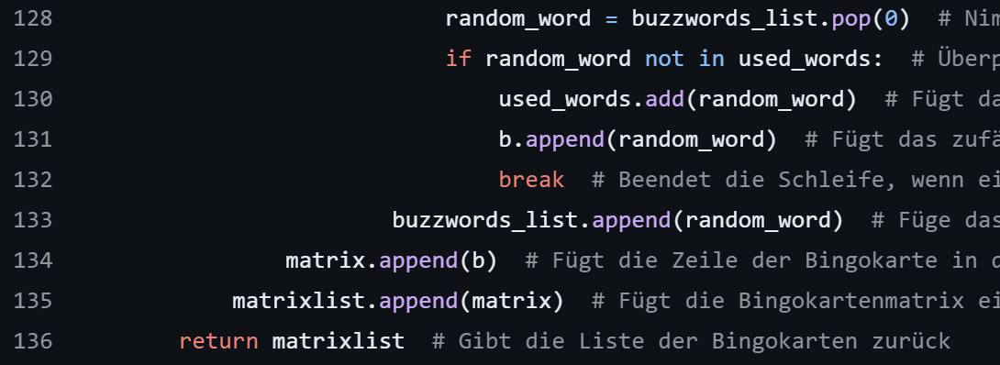 128 random_word = buzzwords_list.pop(0) # Nim
129 if random_word not in used_words: # Überp
130 used_words.add(random_word) # Fügt da
131 b.append(random_word) # Fügt das zufä
132 break # Beendet die Schleife, wenn ei
133 buzzwords_list.append(random_word) # Füge das
134 matrix.append(b) # Fügt die Zeile der Bingokarte in d
135 matrixlist.append(matrix) # Fügt die Bingokartenmatrix ei
136 return matrixlist # Gibt die Liste der Bingokarten zurück